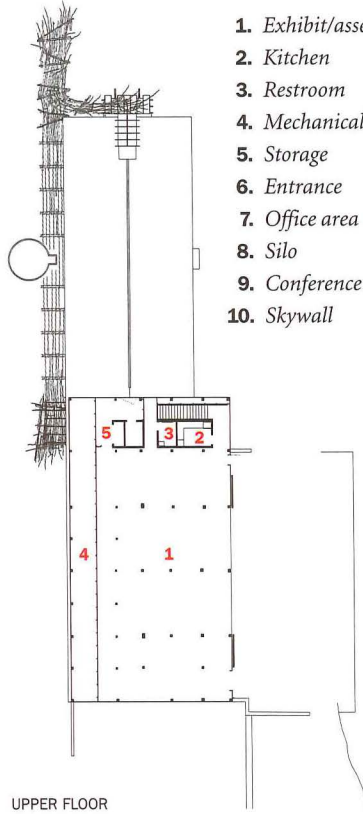 1. Exhibit/asse
2. Kitchen
3. Restroom
4. Mechanical
5. Storage
6. Entrance
7. Office area
8. Silo
9. Conference
10. Skywall
5
3
2
4
1
UPPER FLOOR